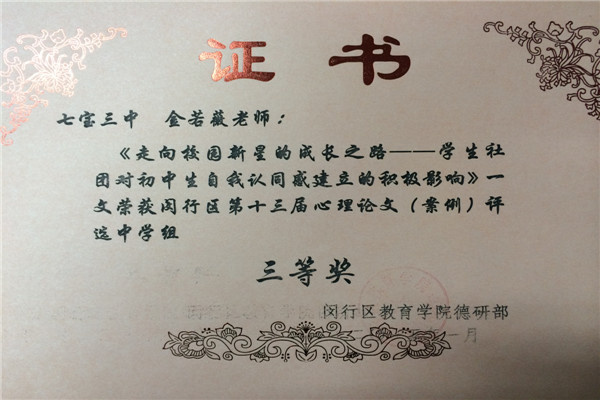 证书
七宝三中 金若薇老师：
《走向校园新星的成长之路——学生社
团对初中生自我认同感建立的积极影响》一
文荣获闵行区第十三届心理论文（案例）评
选中学组
三等奖
闵行区教育学院德研部
一月